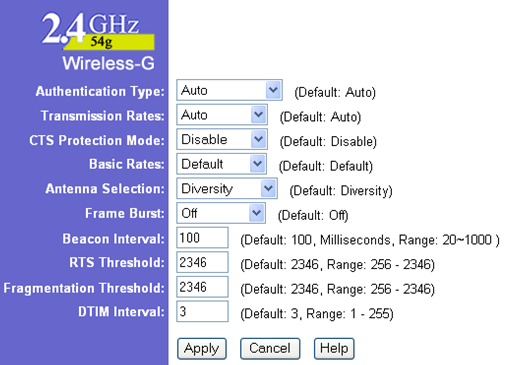 2.4 GHz
54g
Wireless-G
Authentication Type: Auto (Default: Auto)
Transmission Rates: Auto (Default: Auto)
CTS Protection Mode: Disable (Default: Disable)
Basic Rates: Default (Default: Default)
Antenna Selection: Diversity (Default: Diversity)
Frame Burst: Off (Default: Off)
Beacon Interval: 100 (Default: 100, Milliseconds, Range: 20~1000 )
RTS Threshold: 2346 (Default: 2346, Range: 256 - 2346)
Fragmentation Threshold: 2346 (Default: 2346, Range: 256 - 2346)
DTIM Interval: 3 (Default: 3, Range: 1 - 255)
Apply Cancel Help